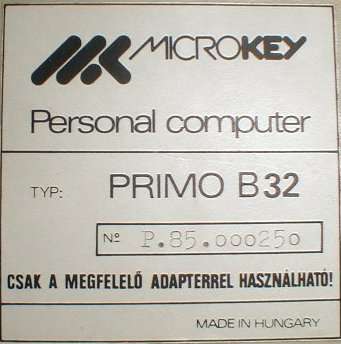 MICROKEY
Personal computer
TYP: PRIMO B32
Nº P.85.000250
CSAK A MEGFELELŐ ADAPTERREL HASZNÁLHATÓ!
MADE IN HUNGARY